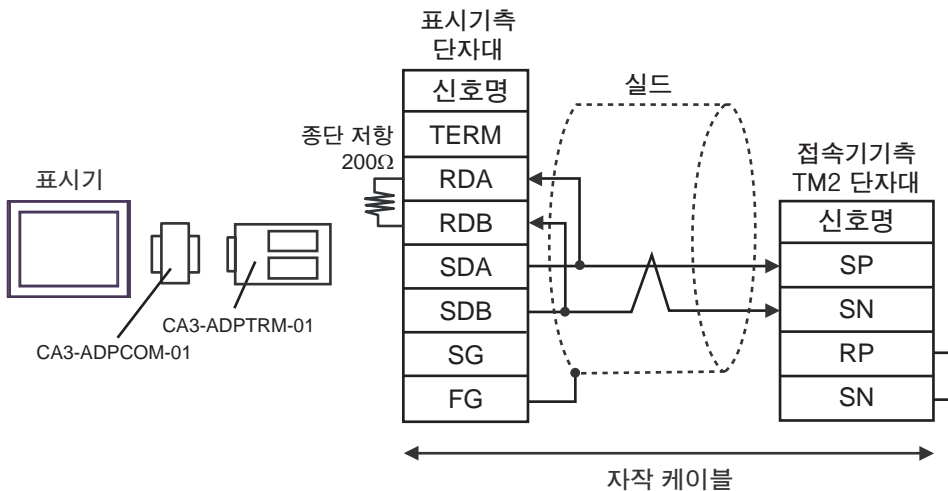 표시기
CA3-ADPCOM-01
CA3-ADPTRM-01
종단 저항
200Ω
표시기측
단자대
신호명
TERM
RDA
RDB
SDA
SDB
SG
FG
실드
접속기기측
TM2 단자대
신호명
SP
SN
RP
SN
자작 케이블